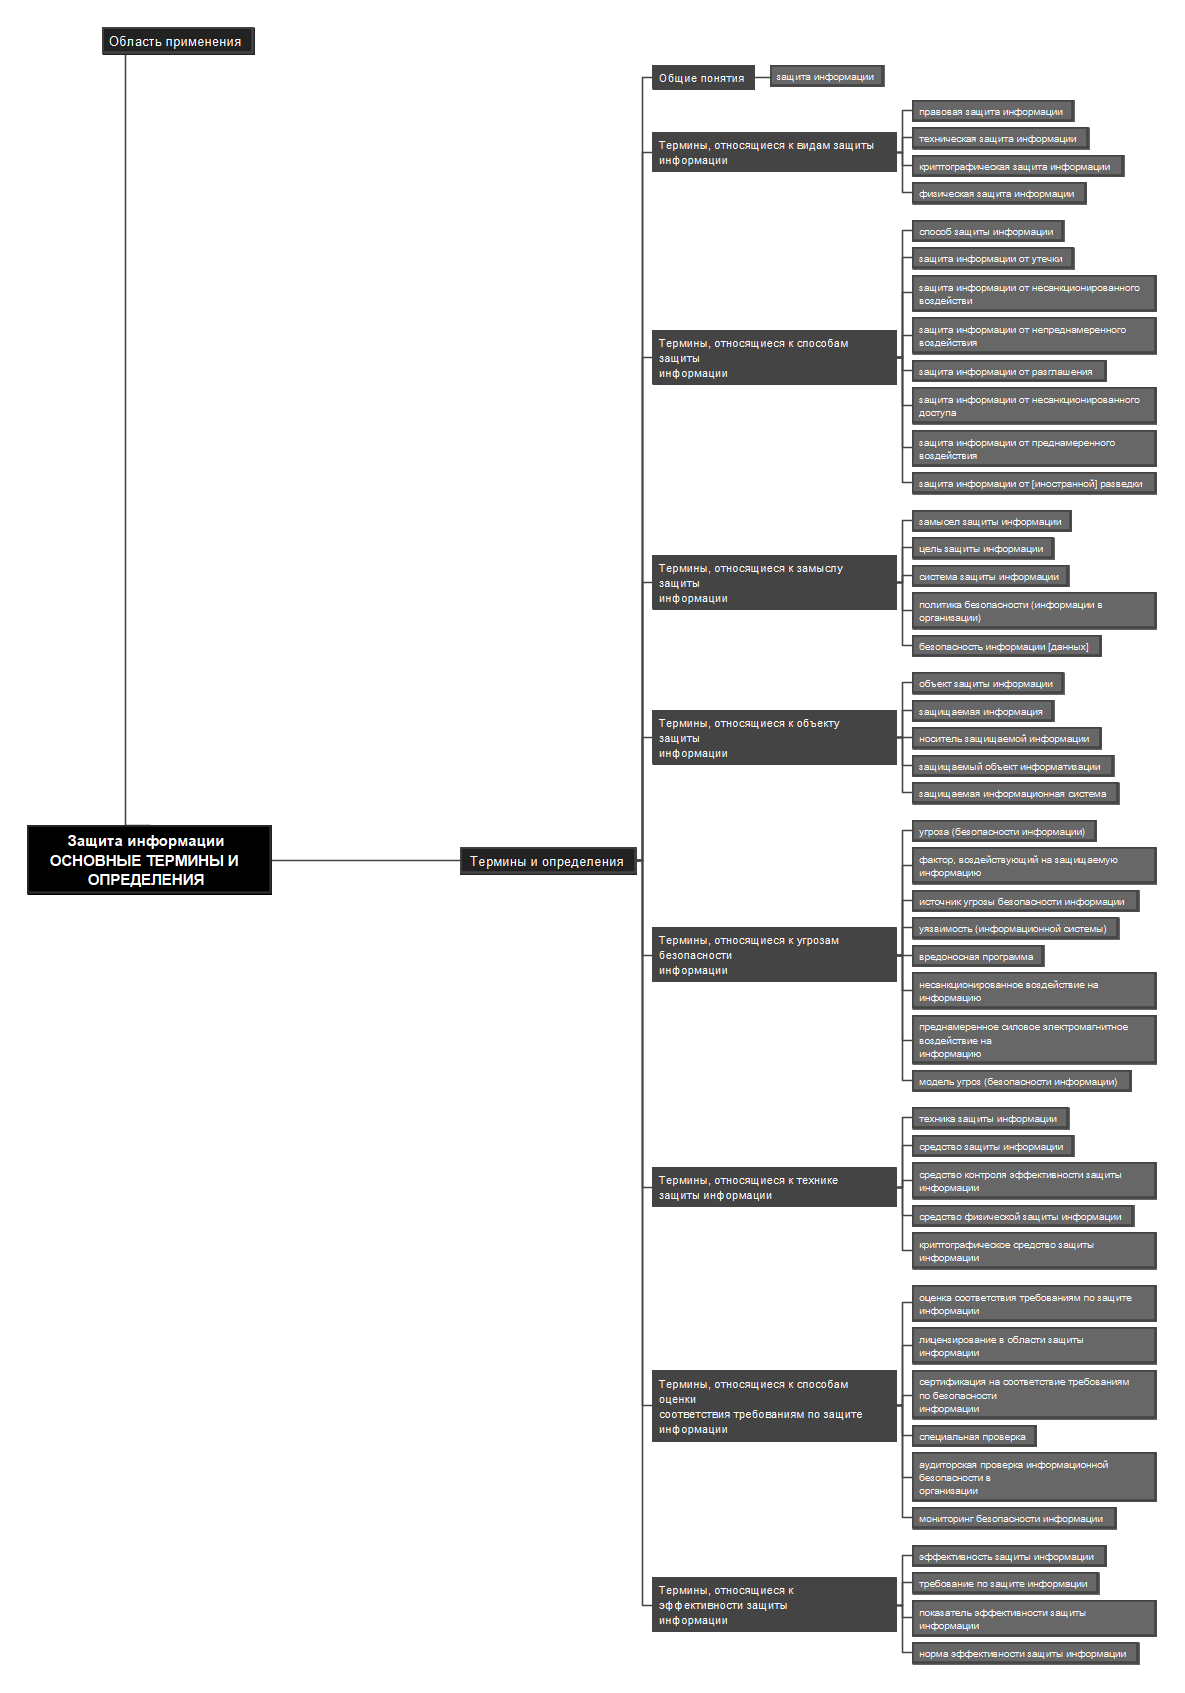 Область применения
Защита информации
ОСНОВНЫЕ ТЕРМИНЫ И
ОПРЕДЕЛЕНИЯ
Термины и определения
Общие понятия
защита информации
Термины, относящиеся к видам защиты
информации
правовая защита информации
техническая защита информации
криптографическая защита информации
физическая защита информации
Термины, относящиеся к способам
защиты
информации
способ защиты информации
защита информации от утечки
защита информации от несанкционированного
воздействи
защита информации от непреднамеренного
воздействия
защита информации от разглашения
защита информации от несанкционированного
доступа
защита информации от преднамеренного
воздействия
защита информации от [иностранной] разведки
Термины, относящиеся к замыслу
защиты
информации
замысел защиты информации
цель защиты информации
система защиты информации
политика безопасности (информации в
организации)
безопасность информации [данных]
Термины, относящиеся к объекту
защиты
информации
объект защиты информации
защищаемая информация
носитель защищаемой информации
защищаемый объект информатизации
защищаемая информационная система
Термины, относящиеся к угрозам
безопасности
информации
угроза (безопасности информации)
фактор, воздействующий на защищаемую
информацию
источник угрозы безопасности информации
уязвимость (информационной системы)
вредоносная программа
несанкционированное воздействие на
информацию
преднамеренное силовое электромагнитное
воздействие на
информацию
модель угроз (безопасности информации)
Термины, относящиеся к технике
защиты информации
техника защиты информации
средство защиты информации
средство контроля эффективности защиты
информации
средство физической защиты информации
криптографическое средство защиты
информации
Термины, относящиеся к способам
оценки
соответствия требованиям по защите
информации
оценка соответствия требованиям по защите
информации
лицензирование в области защиты
информации
сертификация на соответствие требованиям
по безопасности
информации
специальная проверка
аудиторская проверка информационной
безопасности в
организации
мониторинг безопасности информации
Термины, относящиеся к
эффективности защиты
информации
эффективность защиты информации
требование по защите информации
показатель эффективности защиты
информации
норма эффективности защиты информации